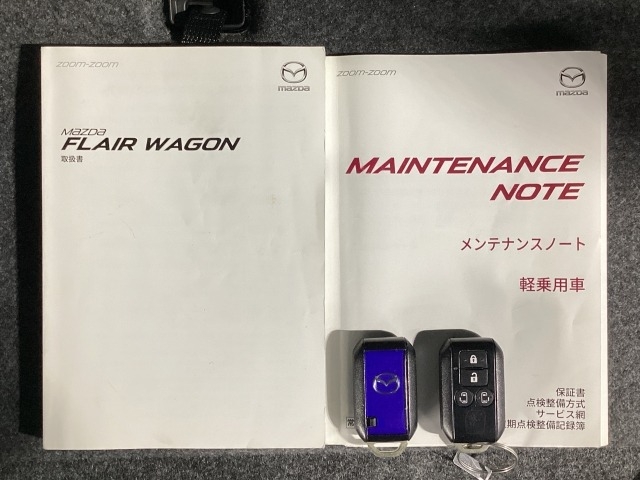 zoom-zoom
mazda
mazda
FLAIR WAGON
取扱書
zoom-zoom
mazda
MAINTENANCE
NOTE
メンテナンスノート
軽乗用車
保証書
点検整備方式
サービス網
期点検整備記録簿